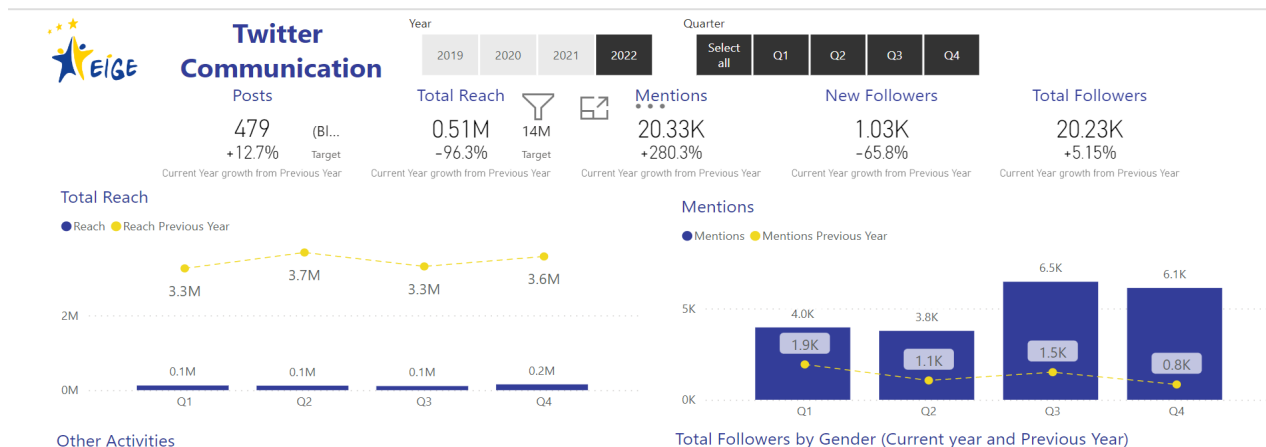 EIGE
Twitter
Communication
Year
2019 2020 2021 2022
Quarter
Select all Q1 Q2 Q3 Q4
Posts
479 (Bl...
+12.7% Target
Current Year growth from Previous Year
Total Reach
0.51M 14M
-96.3% Target
Current Year growth from Previous Year
Mentions
20.33K
+280.3%
Current Year growth from Previous Year
New Followers
1.03K
-65.8%
Current Year growth from Previous Year
Total Followers
20.23K
+5.15%
Current Year growth from Previous Year
Total Reach
Reach Reach Previous Year
3.3M 3.7M 3.3M 3.6M
2M
0.1M 0.1M 0.1M 0.2M
0M
Q1 Q2 Q3 Q4
Mentions
Mentions Mentions Previous Year
6.5K 6.1K
5K
4.0K 3.8K
1.9K 1.1K 1.5K 0.8K
0K
Q1 Q2 Q3 Q4
Other Activities
Total Followers by Gender (Current year and Previous Year)